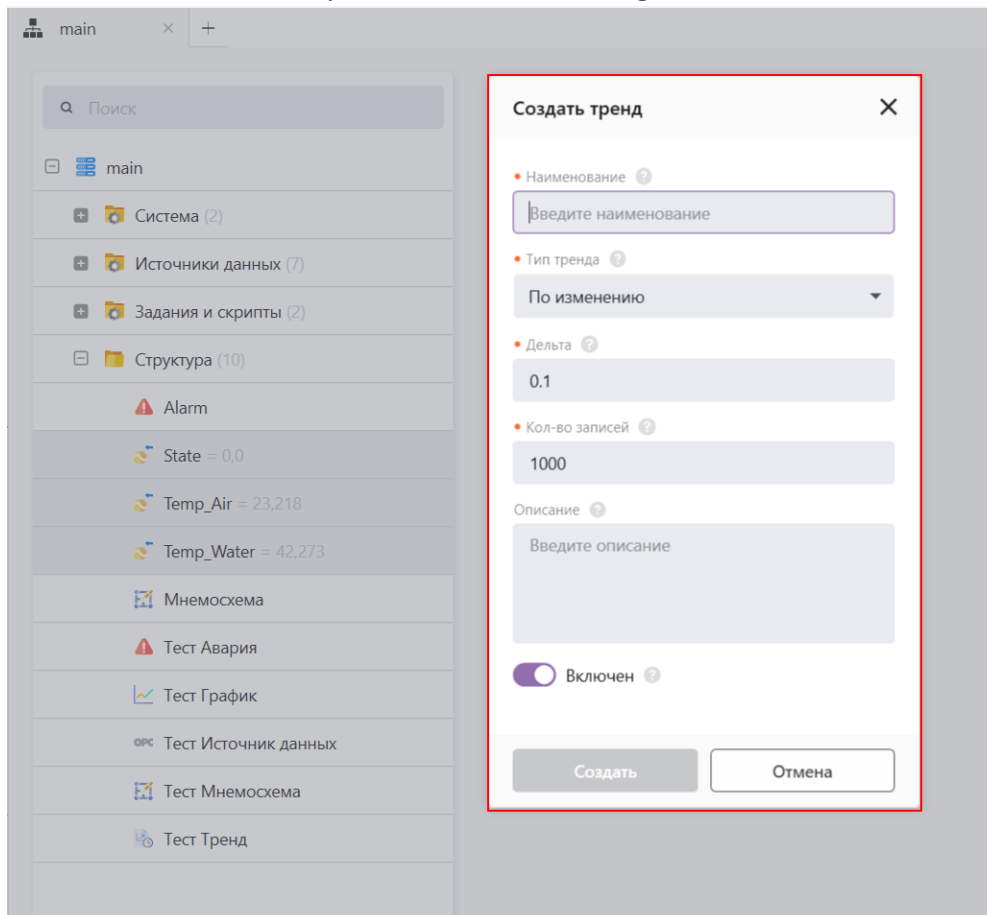 main × +
Поиск
main
Система (2)
Источники данных (7)
Задания и скрипты (2)
Структура (10)
Alarm
State = 0,0
Temp_Air = 23,218
Temp_Water = 42,273
Мнемосхема
Тест Авария
Тест График
OPC Тест Источник данных
Тест Мнемосхема
Тест Тренд
Создать тренд
• Наименование ?
Введите наименование
• Тип тренда ?
По изменению
• Дельта ?
0.1
• Кол-во записей ?
1000
Описание ?
Введите описание
Включен ?
Создать Отмена